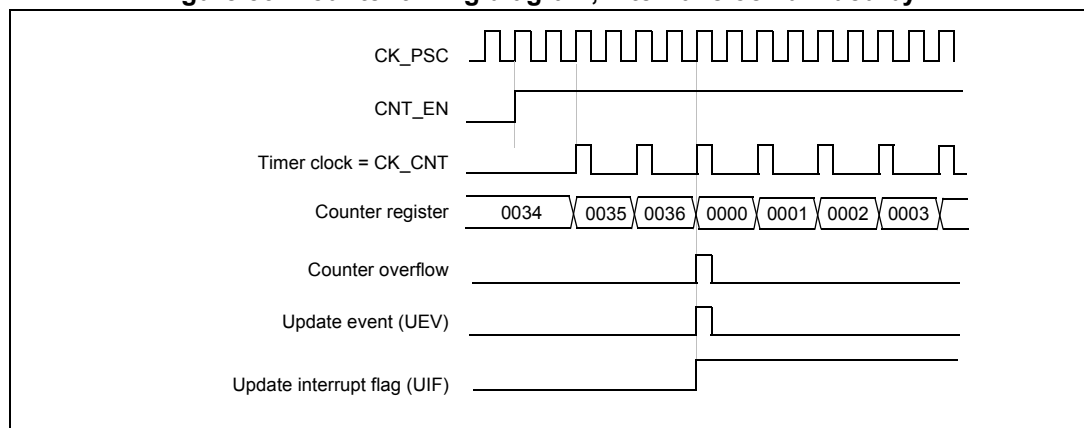 CK_PSC
CNT_EN
Timer clock = CK_CNT
Counter register 0034 0035 0036 0000 0001 0002 0003
Counter overflow
Update event (UEV)
Update interrupt flag (UIF)